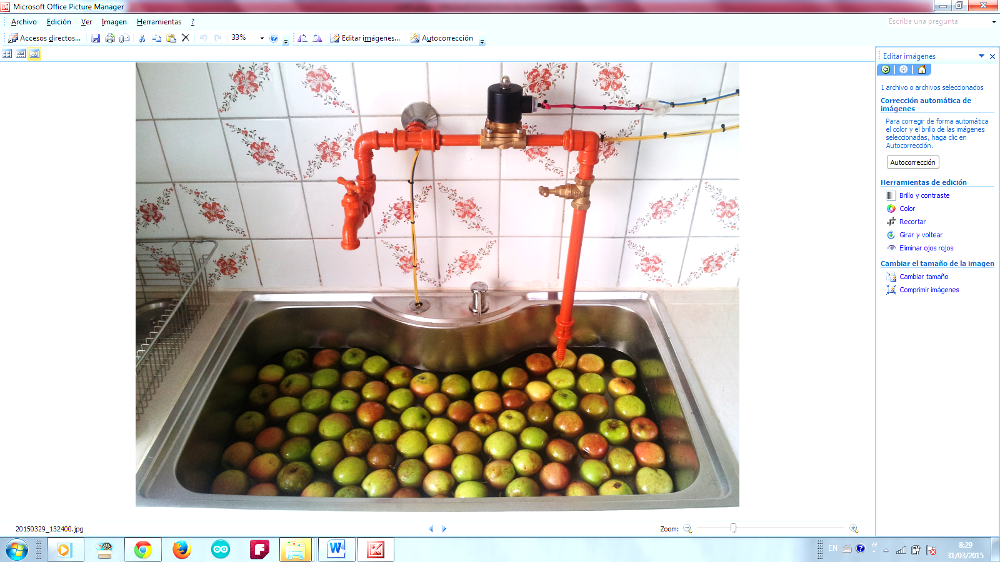 Microsoft Office Picture Manager
Archivo Edición Ver Imagen Herramientas ?
Escriba una pregunta
Accesos directos... 33% Editar imágenes... Autocorrección
Editar imágenes
1 archivo o archivos seleccionados
Corrección automática de
imágenes
Para corregir de forma automática
el color y el brillo de las imágenes
seleccionadas, haga clic en
Autocorrección.
Autocorrección
Herramientas de edición
Brillo y contraste
Color
Recortar
Girar y voltear
Eliminar ojos rojos
Cambiar el tamaño de la imagen
Cambiar tamaño
Comprimir imágenes
20150329_132400.jpg
Zoom:
EN
8:29
31/03/2015